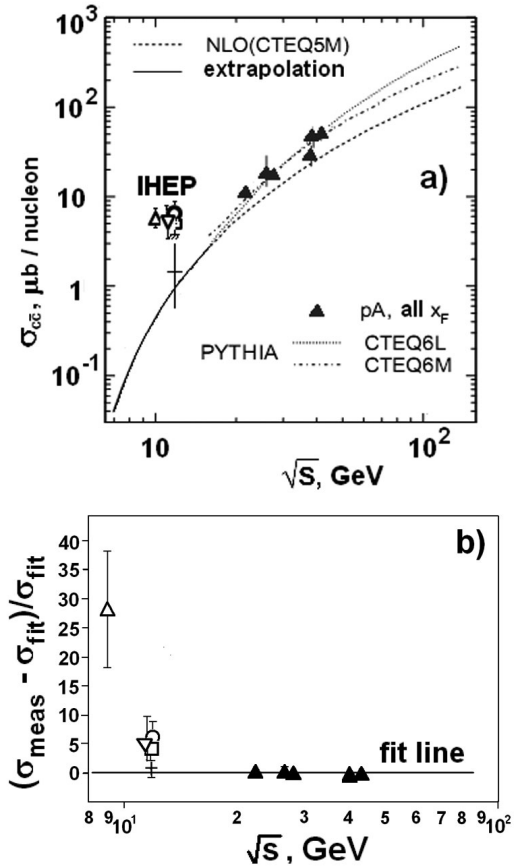 10³
10²
10
1
10⁻¹
σcc̄, μb / nucleon
NLO(CTEQ5M)
extrapolation
IHEP
a)
pA, all xF
PYTHIA
CTEQ6L
CTEQ6M
10
10²
√s, GeV
b)
(σmeas - σfit)/σfit
40
35
30
25
20
15
10
5
0
fit line
8 9 10¹ 2 3 4 5 6 7 8 9 10²
√s, GeV